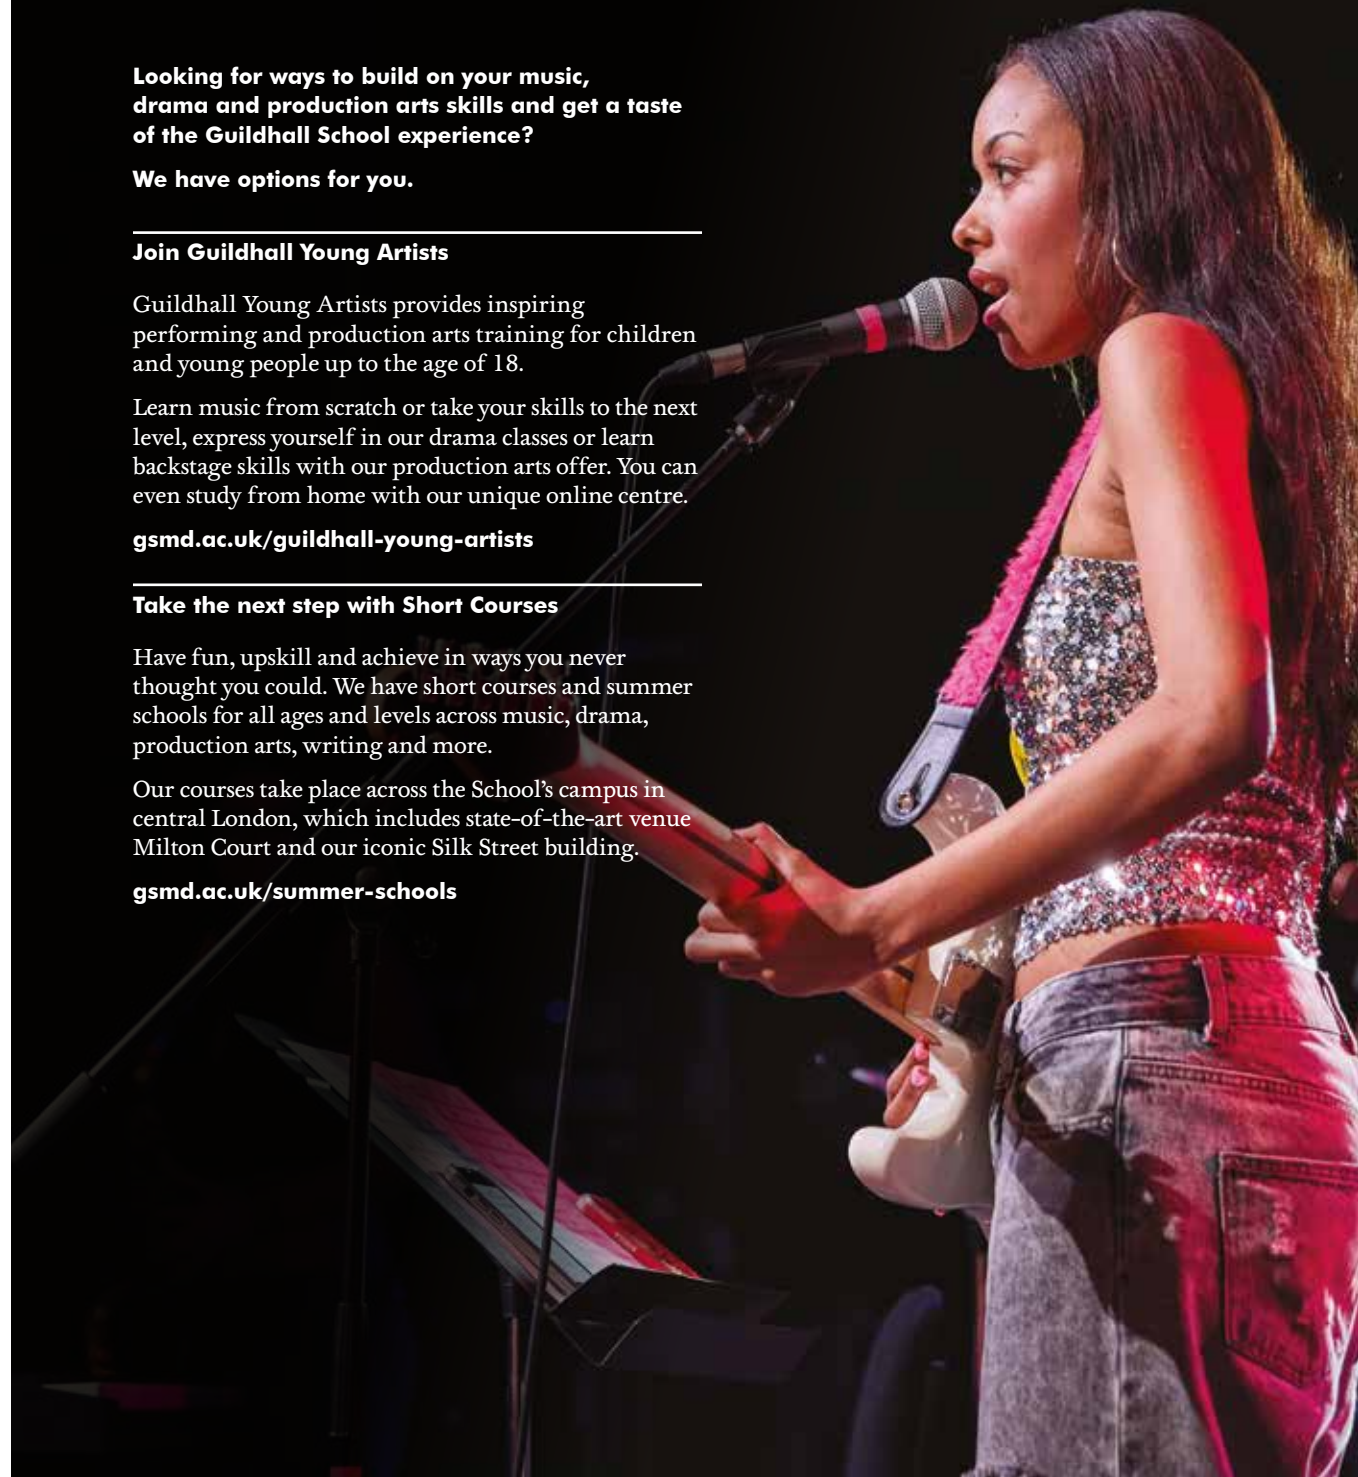 Looking for ways to build on your music,
drama and production arts skills and get a taste
of the Guildhall School experience?
We have options for you.
Join Guildhall Young Artists
Guildhall Young Artists provides inspiring
performing and production arts training for children
and young people up to the age of 18.
Learn music from scratch or take your skills to the next
level, express yourself in our drama classes or learn
backstage skills with our production arts offer. You can
even study from home with our unique online centre.
gsmd.ac.uk/guildhall-young-artists
Take the next step with Short Courses
Have fun, upskill and achieve in ways you never
thought you could. We have short courses and summer
schools for all ages and levels across music, drama,
production arts, writing and more.
Our courses take place across the School’s campus in
central London, which includes state-of-the-art venue
Milton Court and our iconic Silk Street building.
gsmd.ac.uk/summer-schools